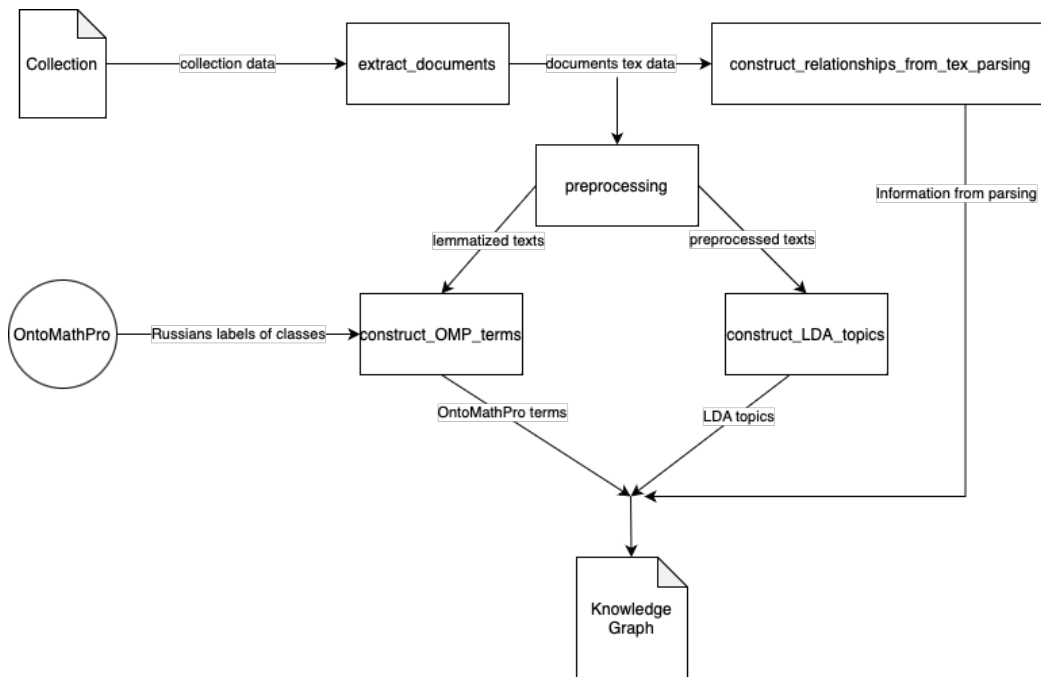 Collection
collection data
extract_documents
documents tex data
construct_relationships_from_tex_parsing
preprocessing
Information from parsing
lemmatized texts
preprocessed texts
OntoMathPro
Russians labels of classes
construct_OMP_terms
construct_LDA_topics
OntoMathPro terms
LDA topics
Knowledge
Graph